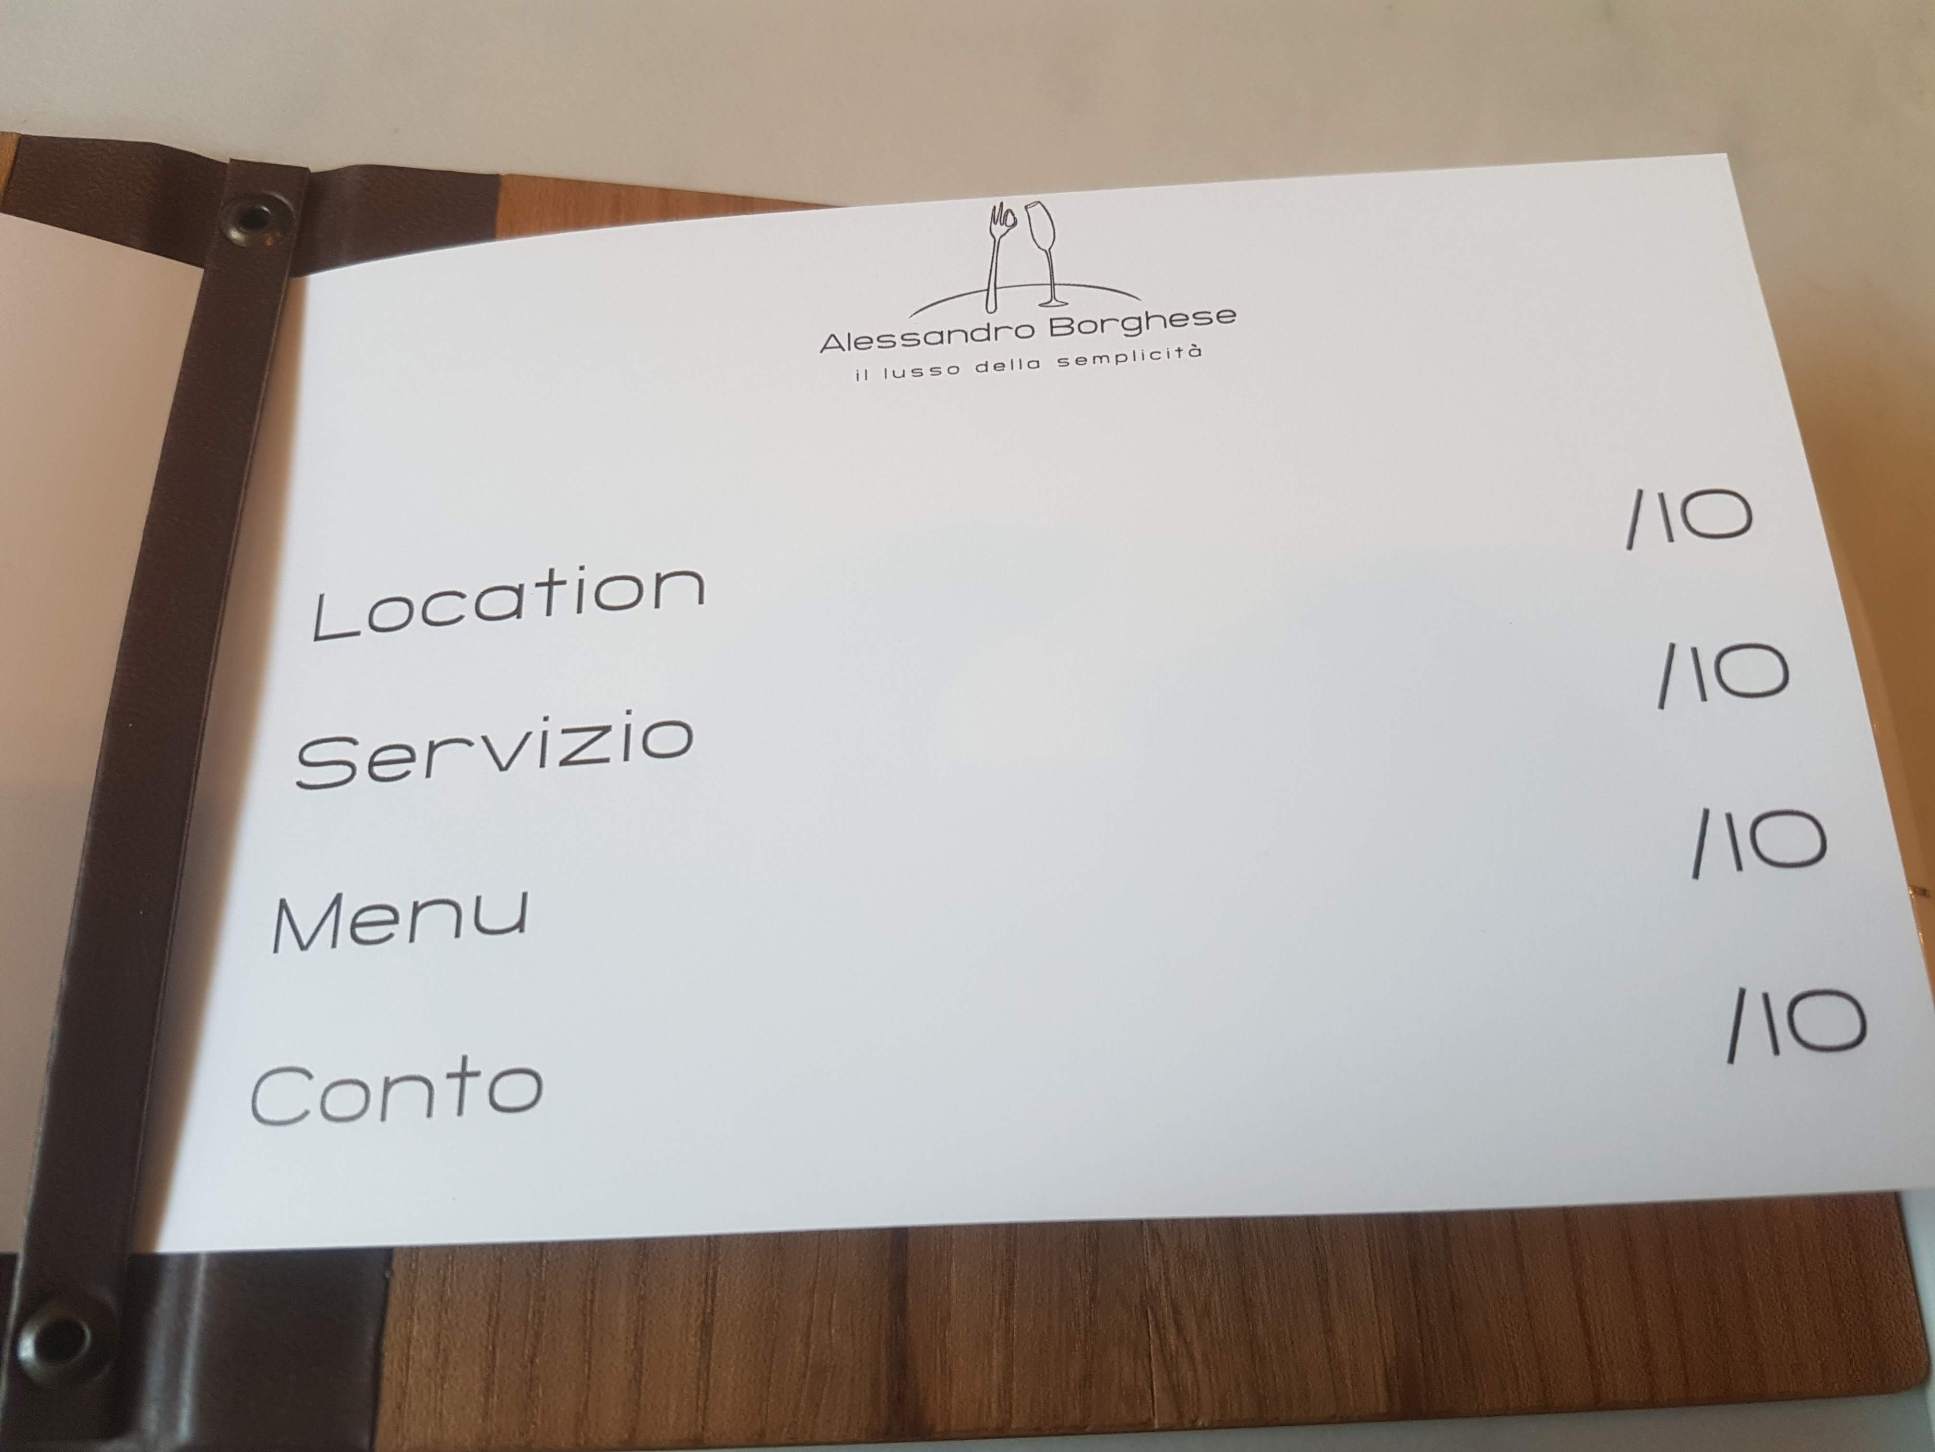 Alessandro Borghese
il lusso della semplicità
Location /10
Servizio /10
Menu /10
Conto /10